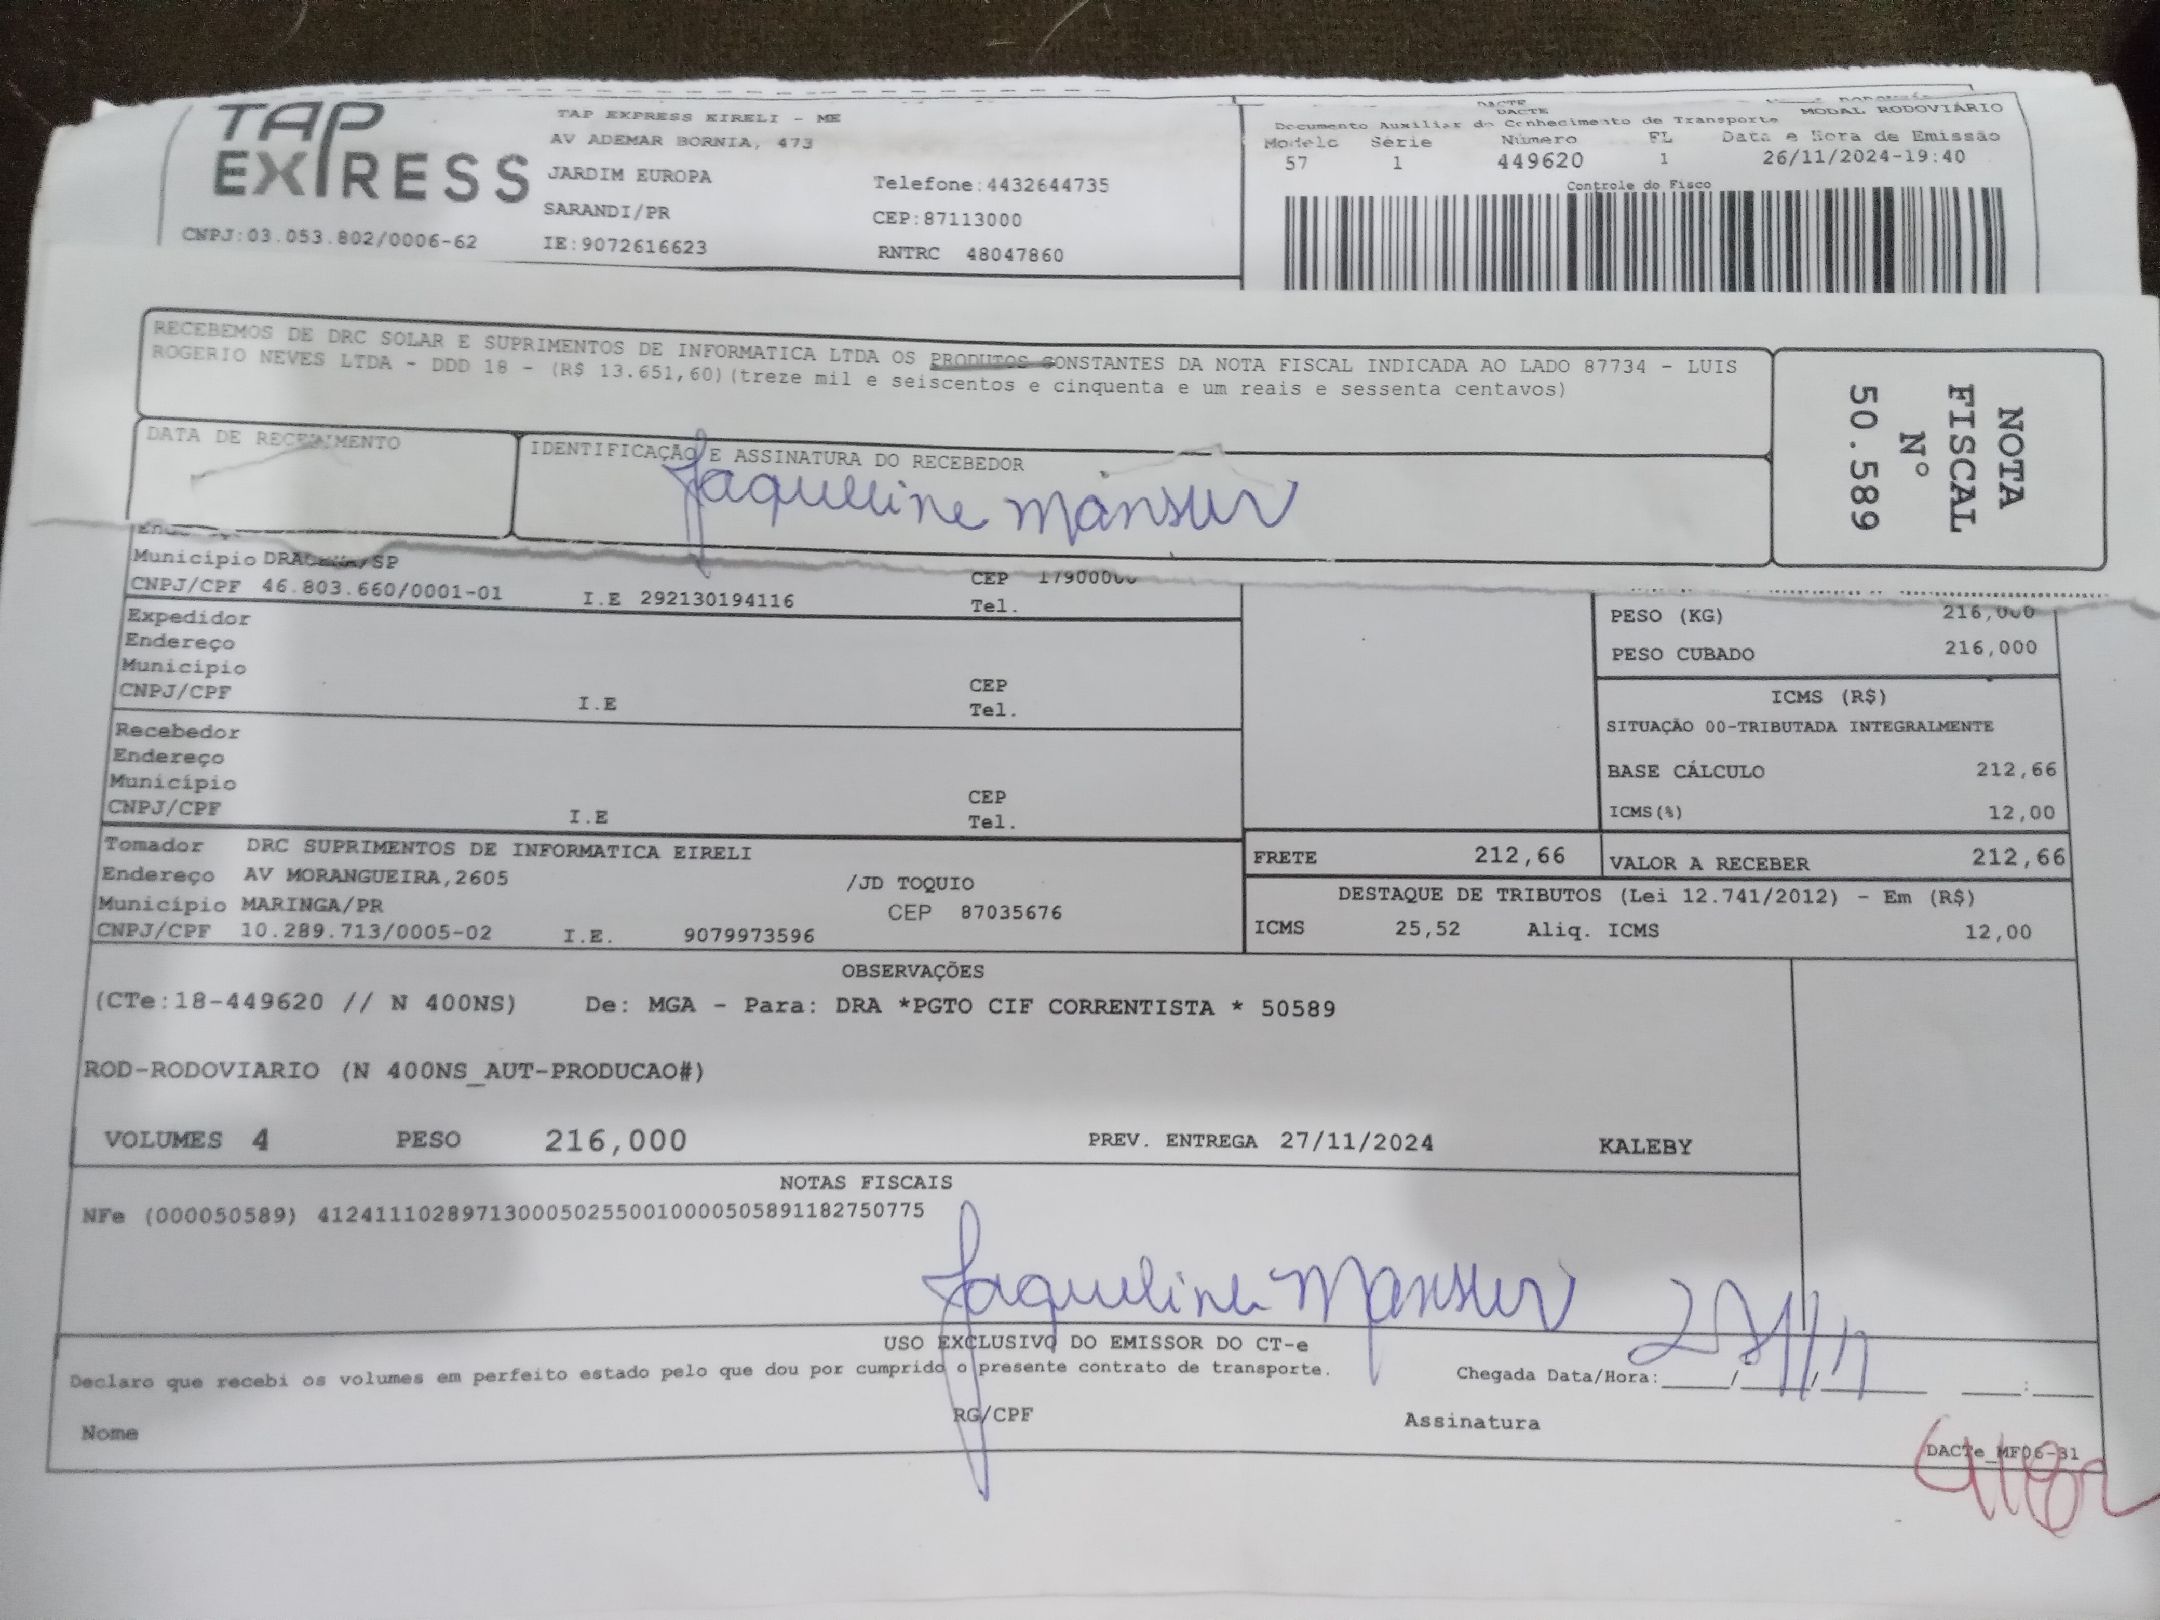 TAP EXPRESS
CNPJ:03.053.802/0006-62
TAP EXPRESS EIRELI - ME
AV ADEMAR BORNIA, 473
JARDIM EUROPA
Telefone:4432644735
SARANDI/PR
CEP:87113000
IE:9072616623
RNTRC 48047860
DACTE
DACTE
MODAL RODOVIÁRIO
Documento Auxiliar do Conhecimento de Transporte
Modelo Série Número FL Data e Hora de Emissão
57 1 449620 1 26/11/2024-19:40
Controle do Fisco
RECEBEMOS DE DRC SOLAR E SUPRIMENTOS DE INFORMATICA LTDA OS PRODUTOS CONSTANTES DA NOTA FISCAL INDICADA AO LADO 87734 - LUIS
ROGERIO NEVES LTDA - DDD 18 - (R$ 13.651,60)(treze mil e seiscentos e cinquenta e um reais e sessenta centavos)
NOTA
FISCAL
N°
50.589
DATA DE RECEBIMENTO
IDENTIFICAÇÃO E ASSINATURA DO RECEBEDOR
Jaqueline Mansur
Município /SP
CEP
CNPJ/CPF 46.803.660/0001-01 I.E 292130194116 Tel.
Expedidor
Endereço
Município
CEP
CNPJ/CPF I.E Tel.
Recebedor
Endereço
Município
CEP
CNPJ/CPF I.E Tel.
PESO (KG) 216,000
PESO CUBADO 216,000
ICMS (R$)
SITUAÇÃO 00-TRIBUTADA INTEGRALMENTE
BASE CÁLCULO 212,66
ICMS(%) 12,00
Tomador DRC SUPRIMENTOS DE INFORMATICA EIRELI
Endereço AV MORANGUEIRA,2605 /JD TOQUIO
Município MARINGA/PR CEP 87035676
CNPJ/CPF 10.289.713/0005-02 I.E. 9079973596
FRETE 212,66 VALOR A RECEBER 212,66
DESTAQUE DE TRIBUTOS (Lei 12.741/2012) - Em (R$)
ICMS 25,52 Aliq. ICMS 12,00
OBSERVAÇÕES
(CTe:18-449620 // N 400NS) De: MGA - Para: DRA *PGTO CIF CORRENTISTA * 50589
ROD-RODOVIARIO (N 400NS_AUT-PRODUCAO#)
VOLUMES 4 PESO 216,000 PREV. ENTREGA 27/11/2024 KALEBY
NOTAS FISCAIS
NFe (000050589) 41241110289713000502550010000505891182750775
Jaqueline Mansur
USO EXCLUSIVO DO EMISSOR DO CT-e
Declaro que recebi os volumes em perfeito estado pelo que dou por cumprido o presente contrato de transporte.
Chegada Data/Hora:____/____/______ ____:____
Nome RG/CPF Assinatura
DACTe_MF06-B1